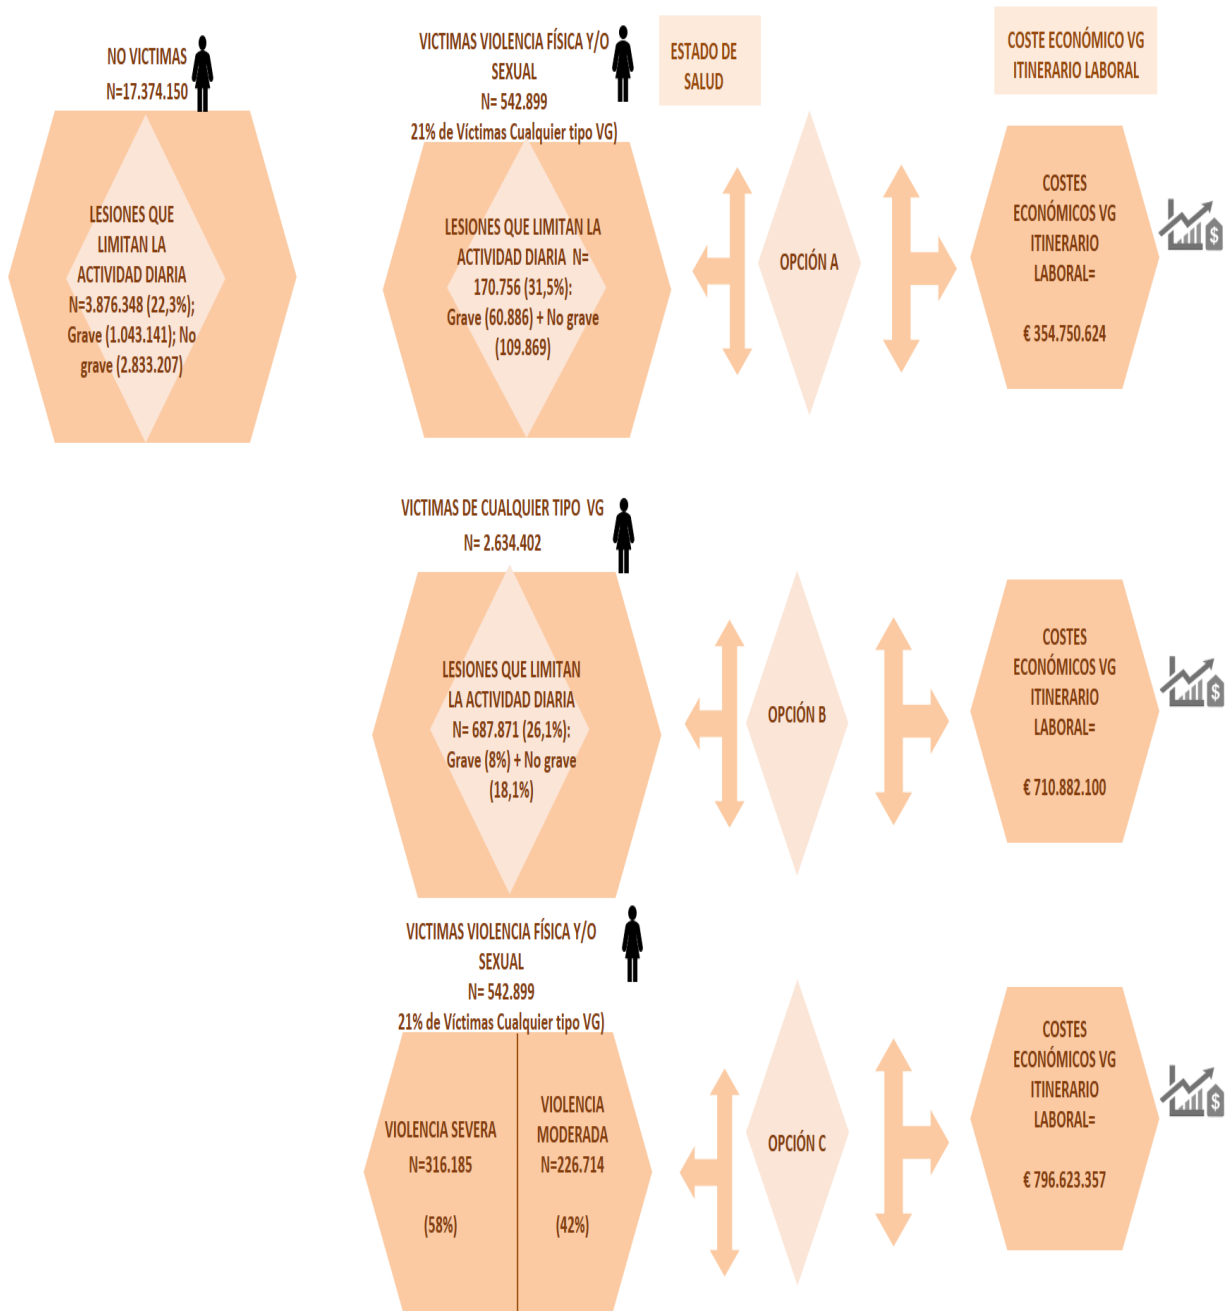 NO VICTIMAS
N=17.374.150
LESIONES QUE
LIMITAN LA
ACTIVIDAD DIARIA
N=3.876.348 (22,3%);
Grave (1.043.141); No
grave (2.833.207)
VICTIMAS VIOLENCIA FÍSICA Y/O
SEXUAL
N= 542.899
21% de Víctimas Cualquier tipo VG)
LESIONES QUE LIMITAN LA
ACTIVIDAD DIARIA N=
170.756 (31,5%):
Grave (60.886) + No grave
(109.869)
ESTADO DE
SALUD
OPCIÓN A
COSTE ECONÓMICO VG
ITINERARIO LABORAL
COSTES
ECONÓMICOS VG
ITINERARIO
LABORAL=
€ 354.750.624
$
VICTIMAS DE CUALQUIER TIPO VG
N= 2.634.402
LESIONES QUE LIMITAN
LA ACTIVIDAD DIARIA
N= 687.871 (26,1%):
Grave (8%) + No grave
(18,1%)
OPCIÓN B
COSTES
ECONÓMICOS VG
ITINERARIO
LABORAL=
€ 710.882.100
$
VICTIMAS VIOLENCIA FÍSICA Y/O
SEXUAL
N= 542.899
21% de Víctimas Cualquier tipo VG)
VIOLENCIA SEVERA
N=316.185
(58%)
VIOLENCIA
MODERADA
N=226.714
(42%)
OPCIÓN C
COSTES
ECONÓMICOS VG
ITINERARIO
LABORAL=
€ 796.623.357
$